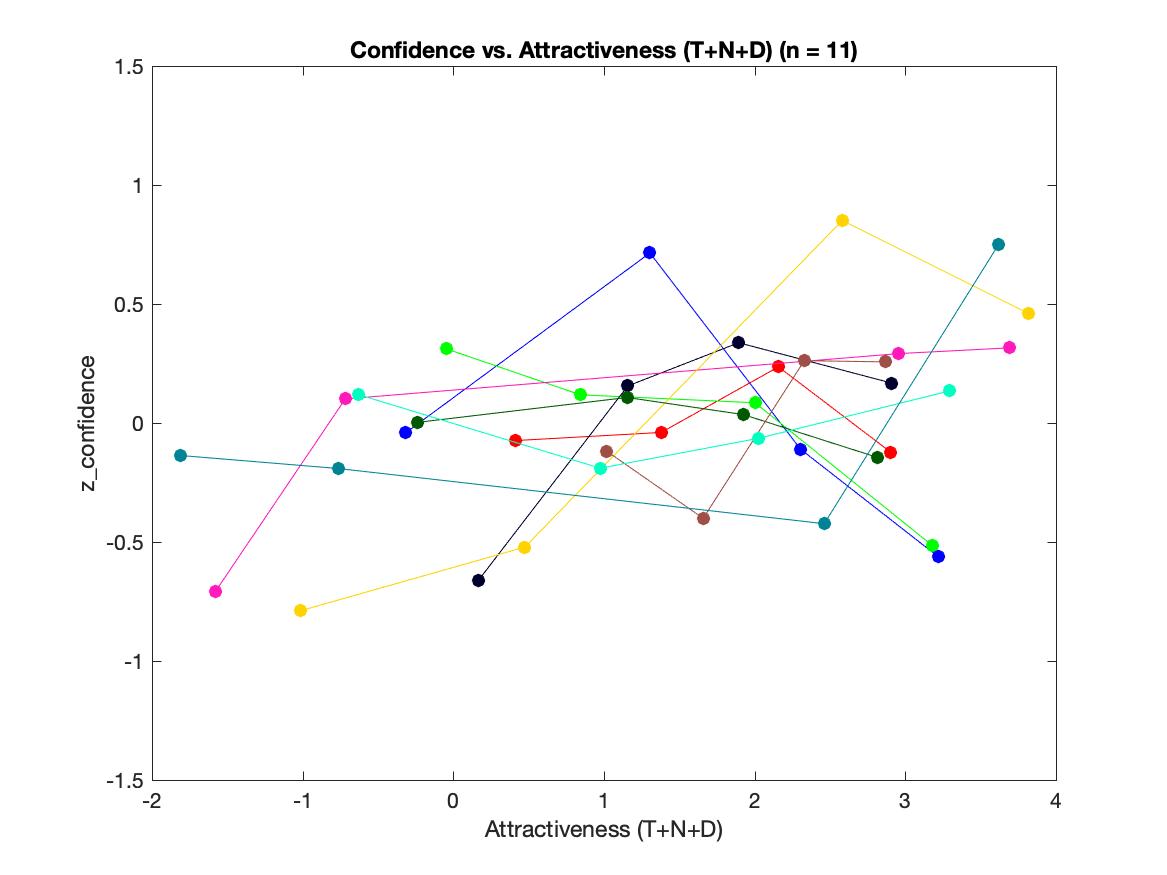 Confidence vs. Attractiveness (T+N+D) (n = 11)
1.5
1
0.5
0
-0.5
-1
-1.5
z_confidence
-2 -1 0 1 2 3 4
Attractiveness (T+N+D)